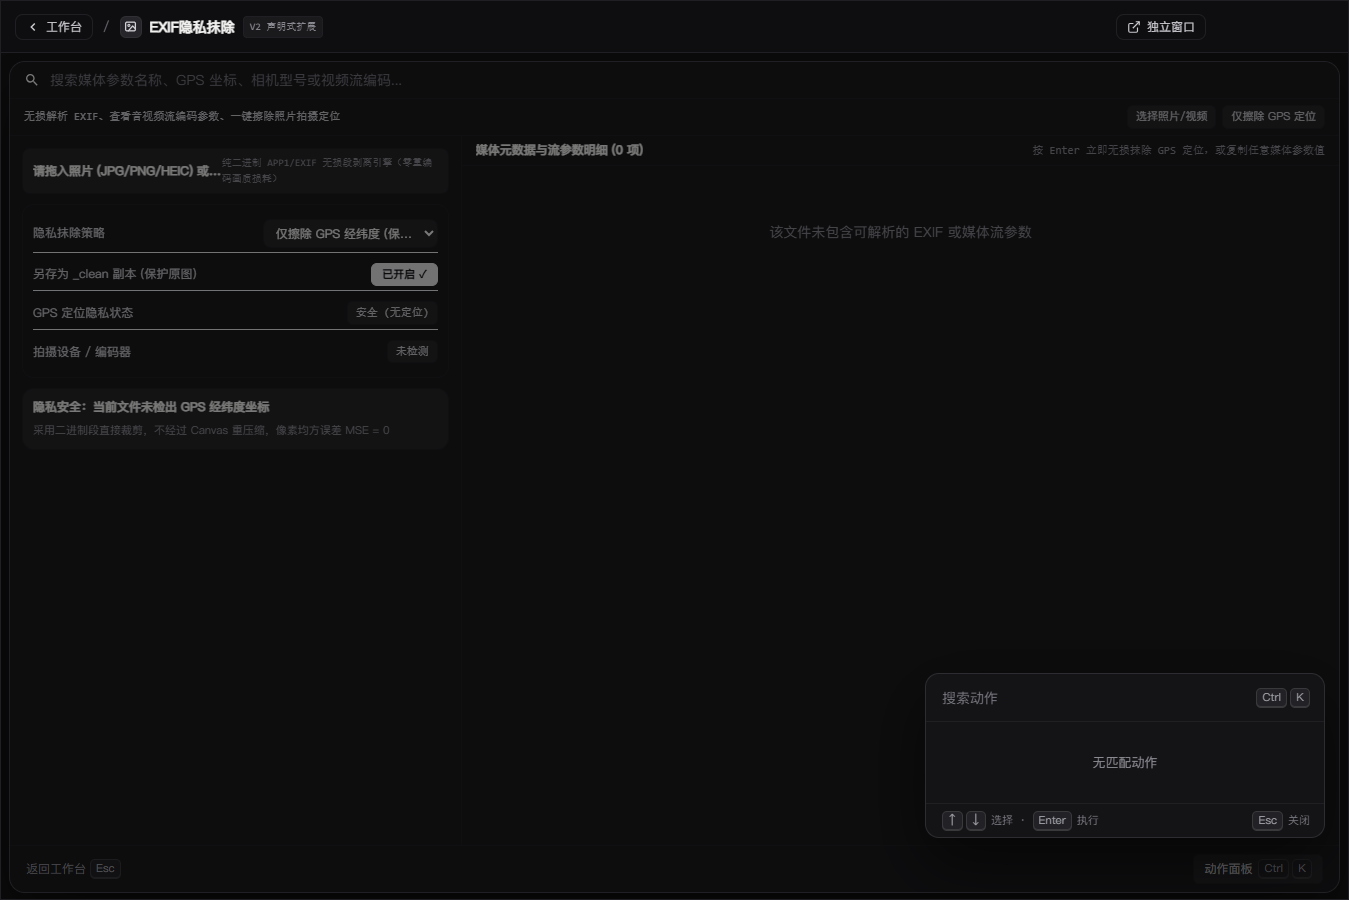 工作台 / EXIF隐私抹除 V2 声明式扩展 独立窗口
搜索媒体参数名称、GPS 坐标、相机型号或视频流编码...
无损解析 EXIF、查看音视频流编码参数、一键擦除照片拍摄定位 选择照片/视频 仅擦除 GPS 定位
请拖入照片 (JPG/PNG/HEIC) 或... 纯二进制 APP1/EXIF 无损段剥离引擎（零重编
码画质损耗）
媒体元数据与流参数明细 (0 项) 按 Enter 立即无损抹除 GPS 定位，或复制任意媒体参数值
该文件未包含可解析的 EXIF 或媒体流参数
隐私抹除策略 仅擦除 GPS 经纬度 (保...
另存为 _clean 副本 (保护原图) 已开启 ✓
GPS 定位隐私状态 安全 (无定位)
拍摄设备 / 编码器 未检测
隐私安全：当前文件未检出 GPS 经纬度坐标
采用二进制段直接裁剪，不经过 Canvas 重压缩，像素均方误差 MSE = 0
搜索动作 Ctrl K
无匹配动作
↑ ↓ 选择 · Enter 执行 Esc 关闭
返回工作台 Esc 动作面板 Ctrl K